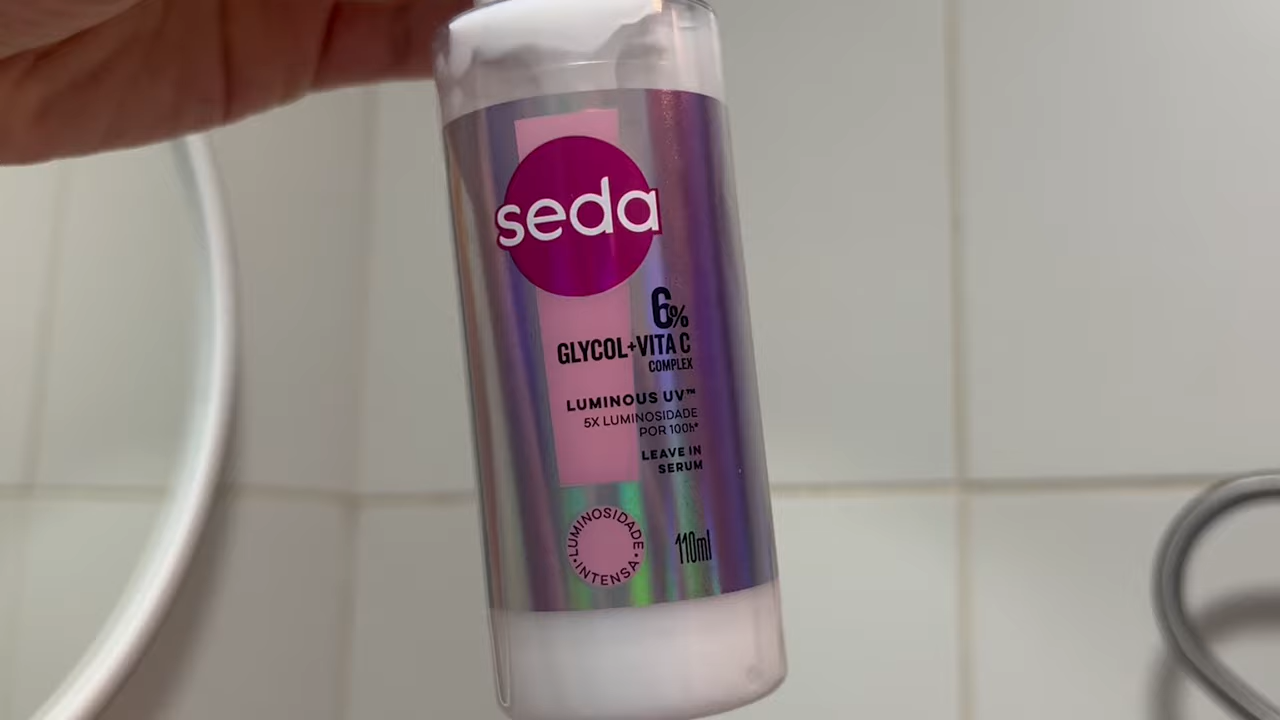 seda
6%
GLYCOL+VITA C
COMPLEX
LUMINOUS UV™
5X LUMINOSIDADE
POR 100h*
LEAVE IN
SERUM
LUMINOSIDADE
INTENSA
110ml